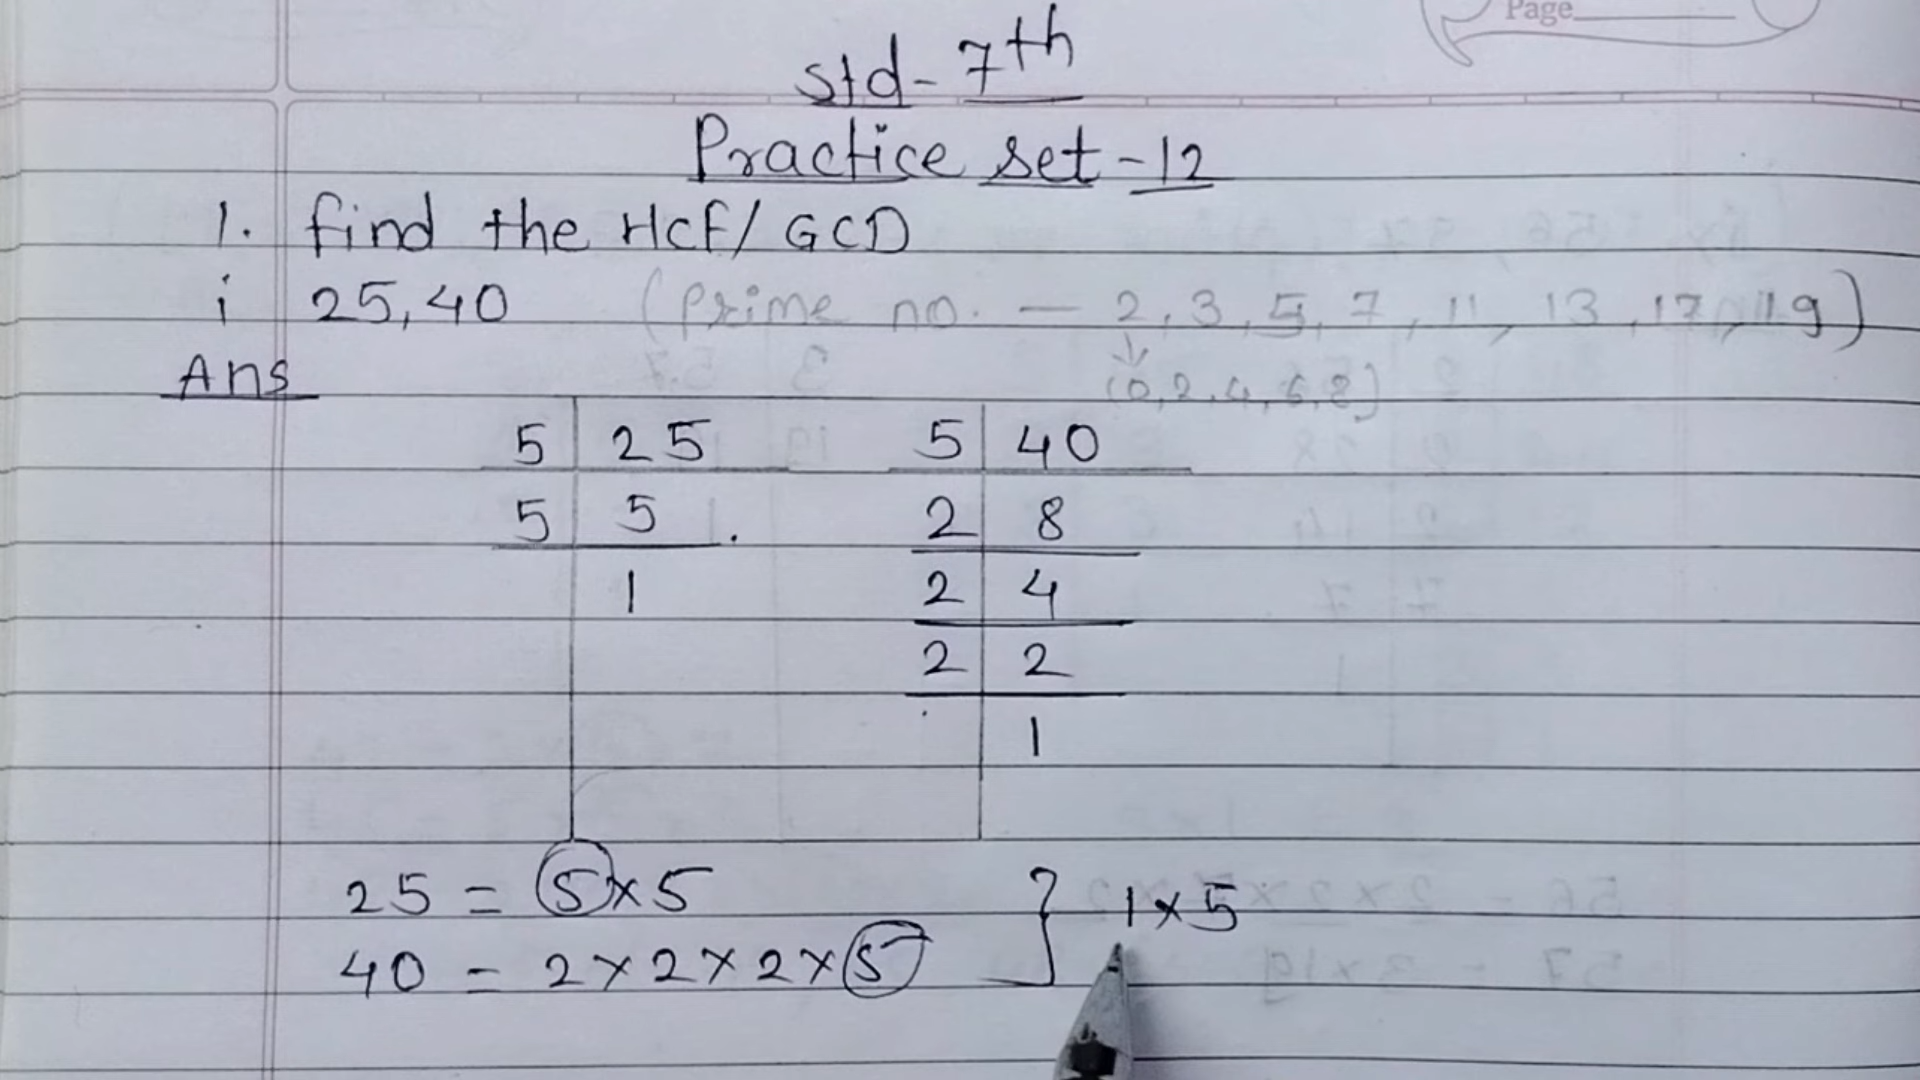 Page
Std- 7th
Practice set -12
1. find the HCF/ GCD
i 25, 40 (Prime no. — 2, 3, 5, 7, 11, 13, 17, 19)
(0, 2, 4, 6, 8)
Ans
5 25 5 40
5 5 2 8
1 2 4
2 2
1
25 = 5 x 5 } 1 x 5
40 = 2 x 2 x 2 x 5